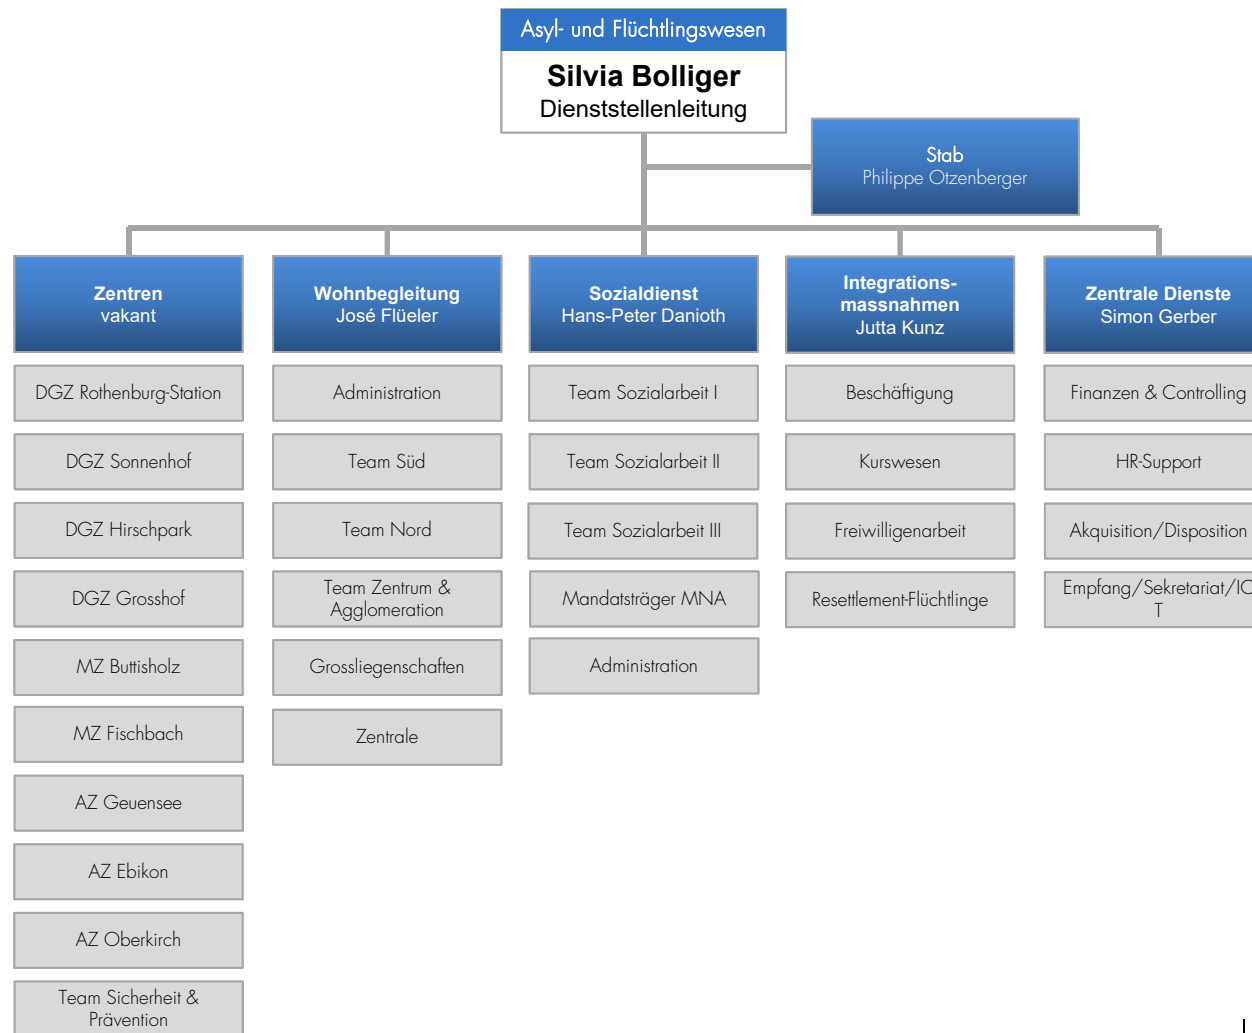 Asyl- und Flüchtlingswesen
Silvia Bolliger
Dienststellenleitung
Stab
Philippe Otzenberger
Zentren
vakant
DGZ Rothenburg-Station
DGZ Sonnenhof
DGZ Hirschpark
DGZ Grosshof
MZ Buttisholz
MZ Fischbach
AZ Geuensee
AZ Ebikon
AZ Oberkirch
Team Sicherheit &
Prävention
Wohnbegleitung
José Flüeler
Administration
Team Süd
Team Nord
Team Zentrum &
Agglomeration
Grossliegenschaften
Zentrale
Sozialdienst
Hans-Peter Danioth
Team Sozialarbeit I
Team Sozialarbeit II
Team Sozialarbeit III
Mandatsträger MNA
Administration
Integrations-
massnahmen
Jutta Kunz
Beschäftigung
Kurswesen
Freiwilligenarbeit
Resettlement-Flüchtlinge
Zentrale Dienste
Simon Gerber
Finanzen & Controlling
HR-Support
Akquisition/Disposition
Empfang/Sekretariat/IC
T